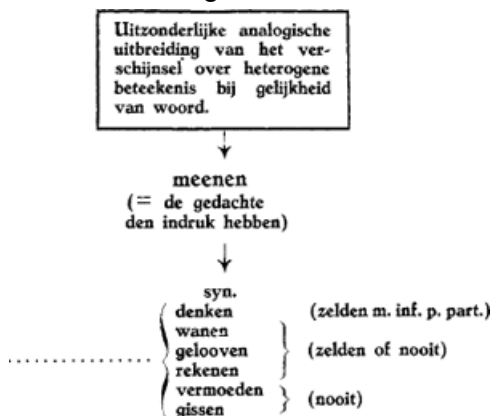 Uitzonderlijke analogische
uitbreiding van het ver-
schijnsel over heterogene
beteekenis bij gelijkheid
van woord.
meenen
(= de gedachte
den indruk hebben)
syn.
denken (zelden m. inf. p. part.)
wanen
gelooven (zelden of nooit)
rekenen
vermoeden
gissen (nooit)